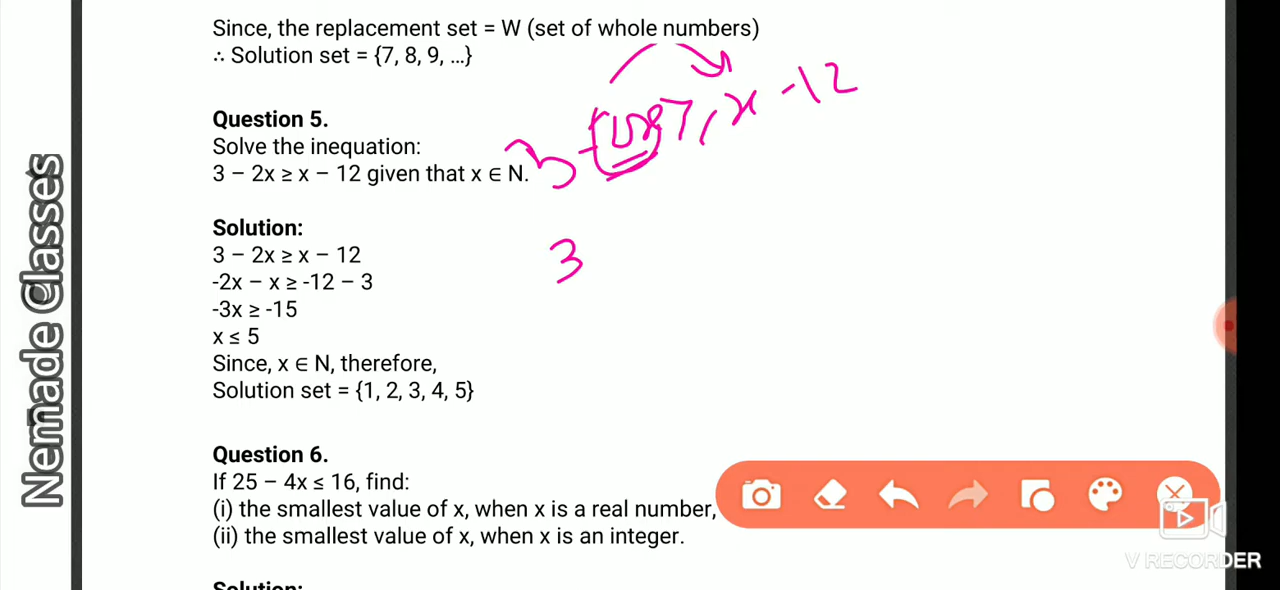 Since, the replacement set = W (set of whole numbers)
∴ Solution set = {7, 8, 9, ...}
Question 5.
Solve the inequation:
3 – 2x ≥ x – 12 given that x ∈ N.
Solution:
3 – 2x ≥ x – 12
-2x – x ≥ -12 – 3
-3x ≥ -15
x ≤ 5
Since, x ∈ N, therefore,
Solution set = {1, 2, 3, 4, 5}
Question 6.
If 25 – 4x ≤ 16, find:
(i) the smallest value of x, when x is a real number,
(ii) the smallest value of x, when x is an integer.
Solution:
x - 12
3
Nemade Classes
V RECORDER